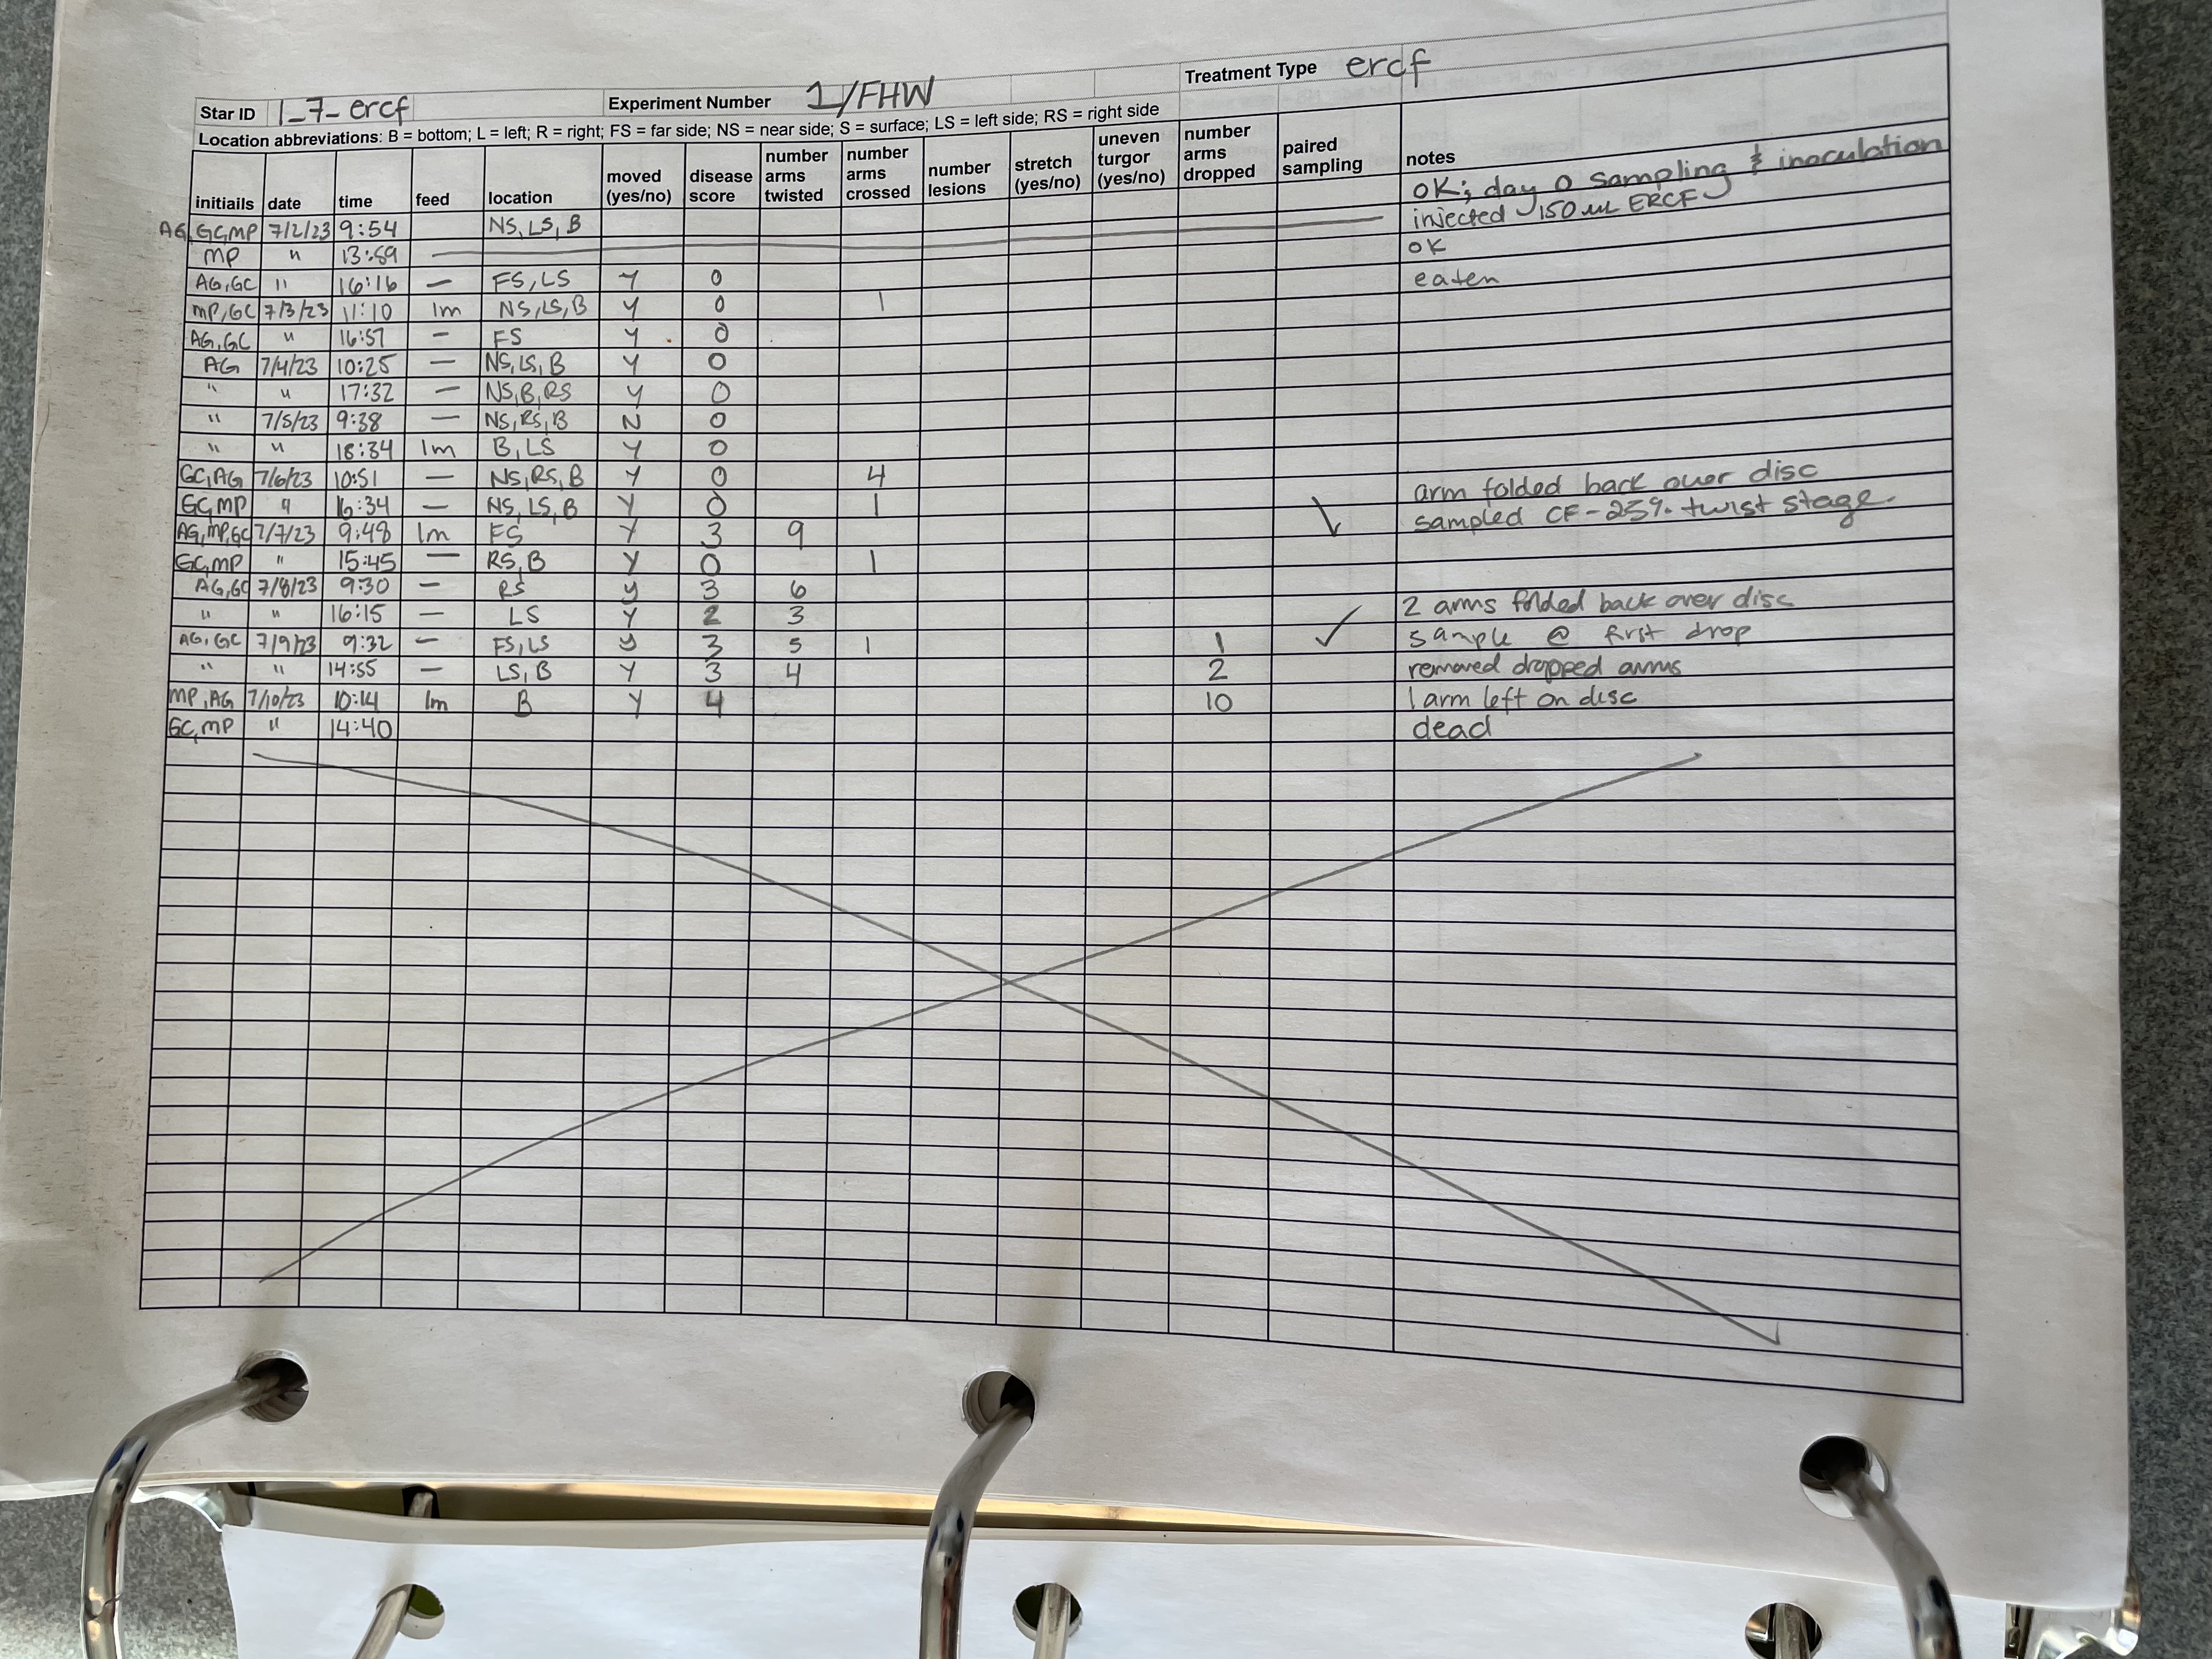 Star ID 1_7_ercf Experiment Number 1/FHW Treatment Type ercf
Location abbreviations: B = bottom; L = left; R = right; FS = far side; NS = near side; S = surface; LS = left side; RS = right side
initiails date time feed location moved (yes/no) disease score number arms twisted number arms crossed number lesions stretch (yes/no) uneven turgor (yes/no) number arms dropped paired sampling notes
OK; day 0 sampling & inoculation
AG, GC, MP 7/2/23 9:54 NS, LS, B injected 150 uL ERCF
MP " 13:59 — OK
AG, GC " 16:16 — FS, LS Y 0 eaten
MP, GC 7/3/23 11:10 1m NS, LS, B Y 0 1
AG, GC " 16:57 — FS Y 0
AG 7/4/23 10:25 — NS, LS, B Y 0
" " 17:32 — NS, B, RS Y 0
" 7/5/23 9:38 — NS, RS, B N 0
" " 18:34 1m B, LS Y 0
GC, AG 7/6/23 10:51 — NS, RS, B Y 0 4
GC, MP " 16:34 — NS, LS, B Y 0 1 arm folded back over disc
AG, MP, GC 7/7/23 9:48 1m FS Y 3 9 ✓ sampled CF-25% twist stage.
GC, MP " 15:45 — RS, B Y 0 1
AG, GC 7/8/23 9:30 — RS Y 3 6
" " 16:15 — LS Y 2 3 2 arms folded back over disc
AG, GC 7/9/23 9:32 — FS, LS Y 3 5 1 1 ✓ sample @ first drop
" " 14:55 — LS, B Y 3 4 2 removed dropped arms
MP, AG 7/10/23 10:14 1m B Y 4 10 1 arm left on disc
GC, MP " 14:40 dead